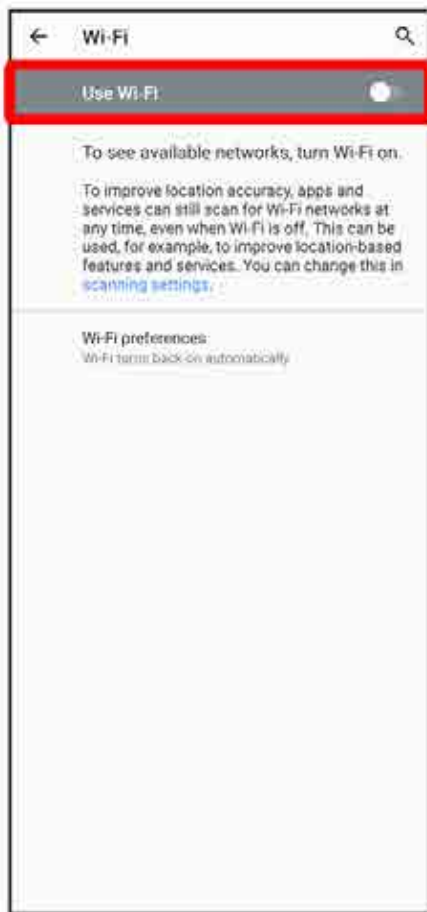 Wi-Fi
Use Wi-Fi
To see available networks, turn Wi-Fi on.
To improve location accuracy, apps and
services can still scan for Wi-Fi networks at
any time, even when Wi-Fi is off. This can be
used, for example, to improve location-based
features and services. You can change this in
scanning settings.
Wi-Fi preferences
Wi-Fi turns back on automatically